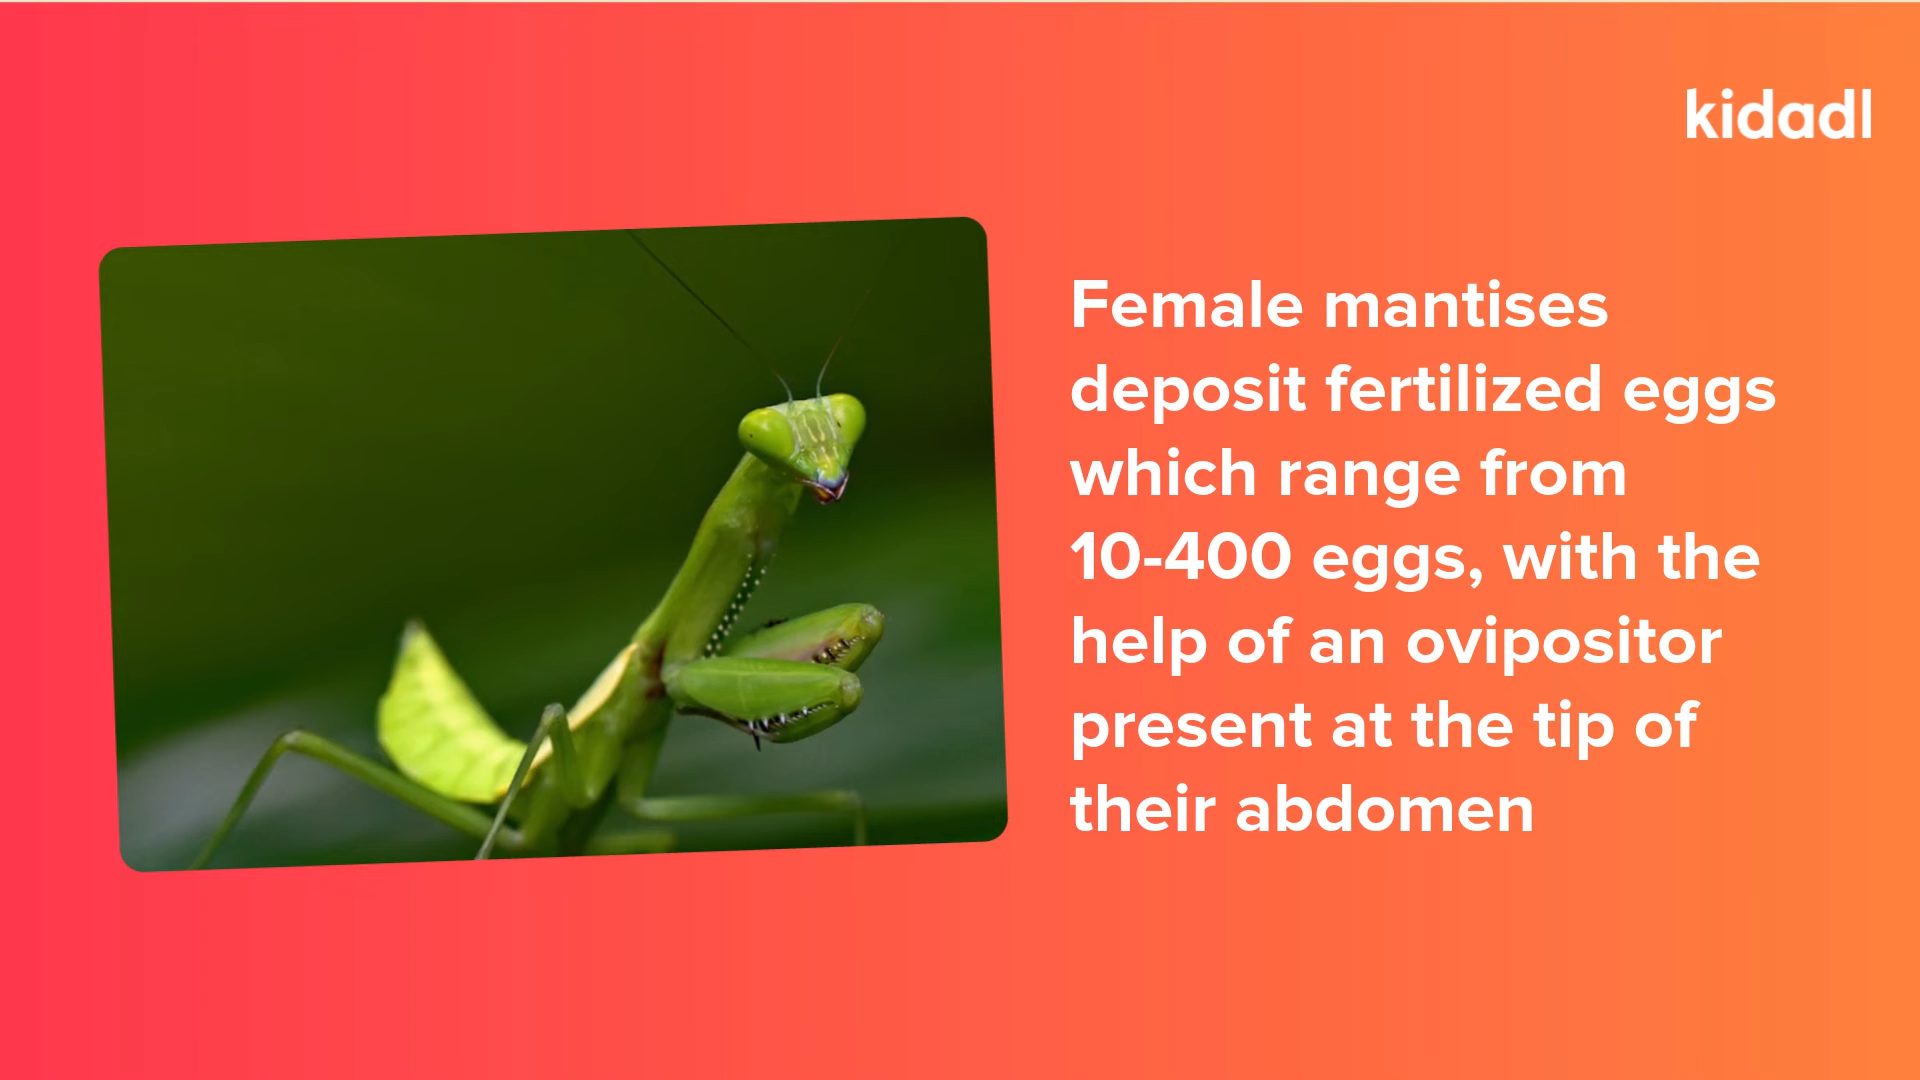 kidadl
Female mantises
deposit fertilized eggs
which range from
10-400 eggs, with the
help of an ovipositor
present at the tip of
their abdomen